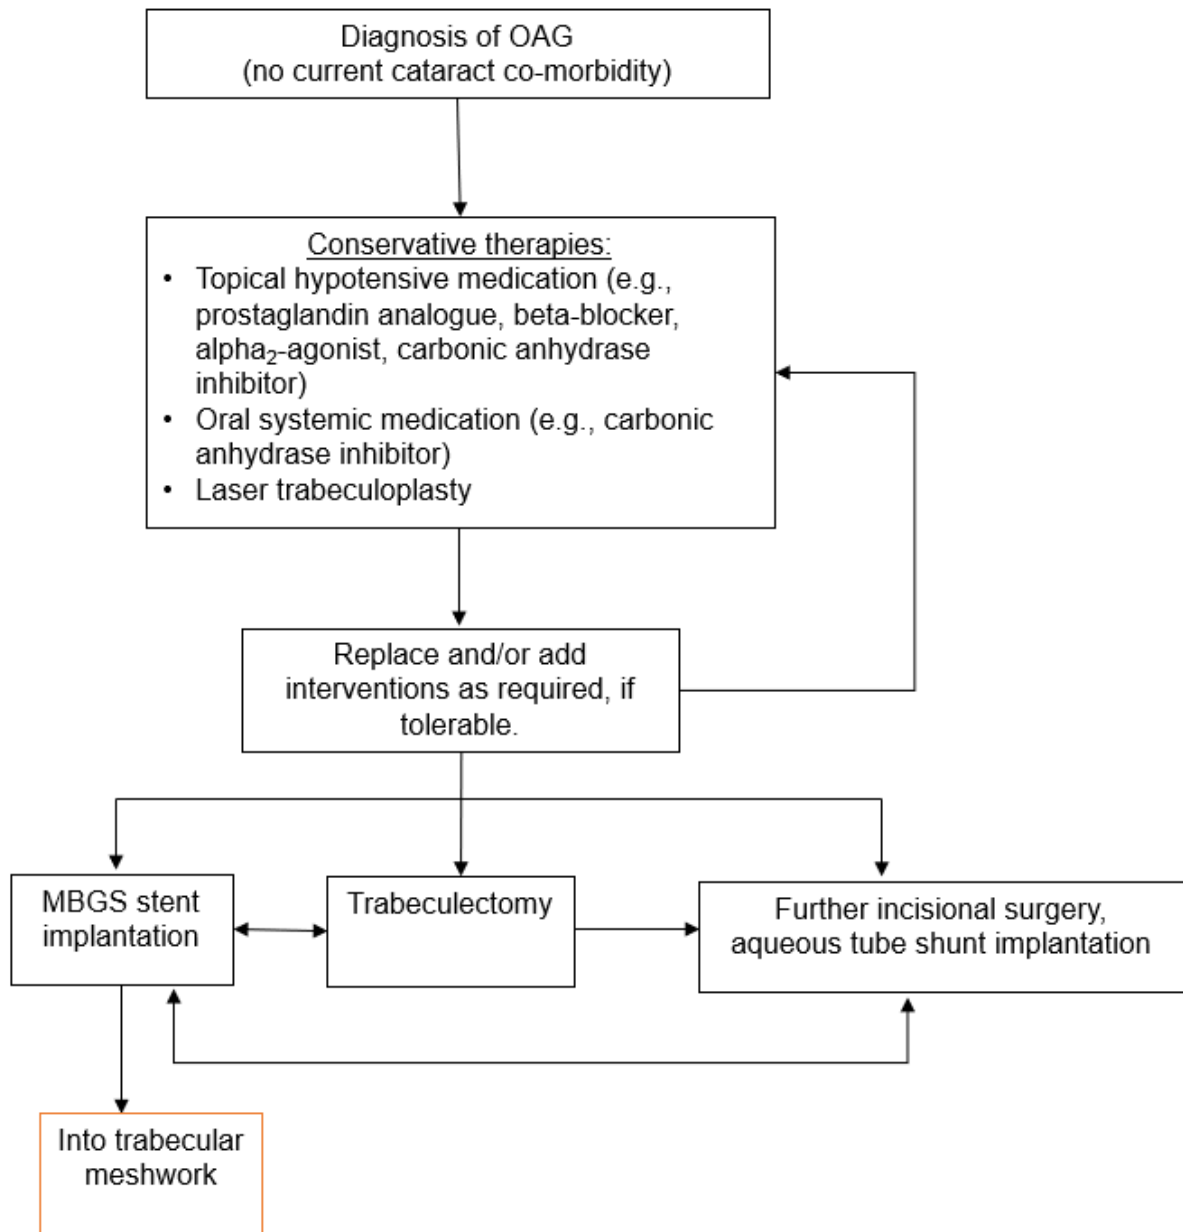 Diagnosis of OAG
(no current cataract co-morbidity)
Conservative therapies:
• Topical hypotensive medication (e.g.,
prostaglandin analogue, beta-blocker,
alpha₂-agonist, carbonic anhydrase
inhibitor)
• Oral systemic medication (e.g., carbonic
anhydrase inhibitor)
• Laser trabeculoplasty
Replace and/or add
interventions as required, if
tolerable.
MBGS stent
implantation
Trabeculectomy
Further incisional surgery,
aqueous tube shunt implantation
Into trabecular
meshwork